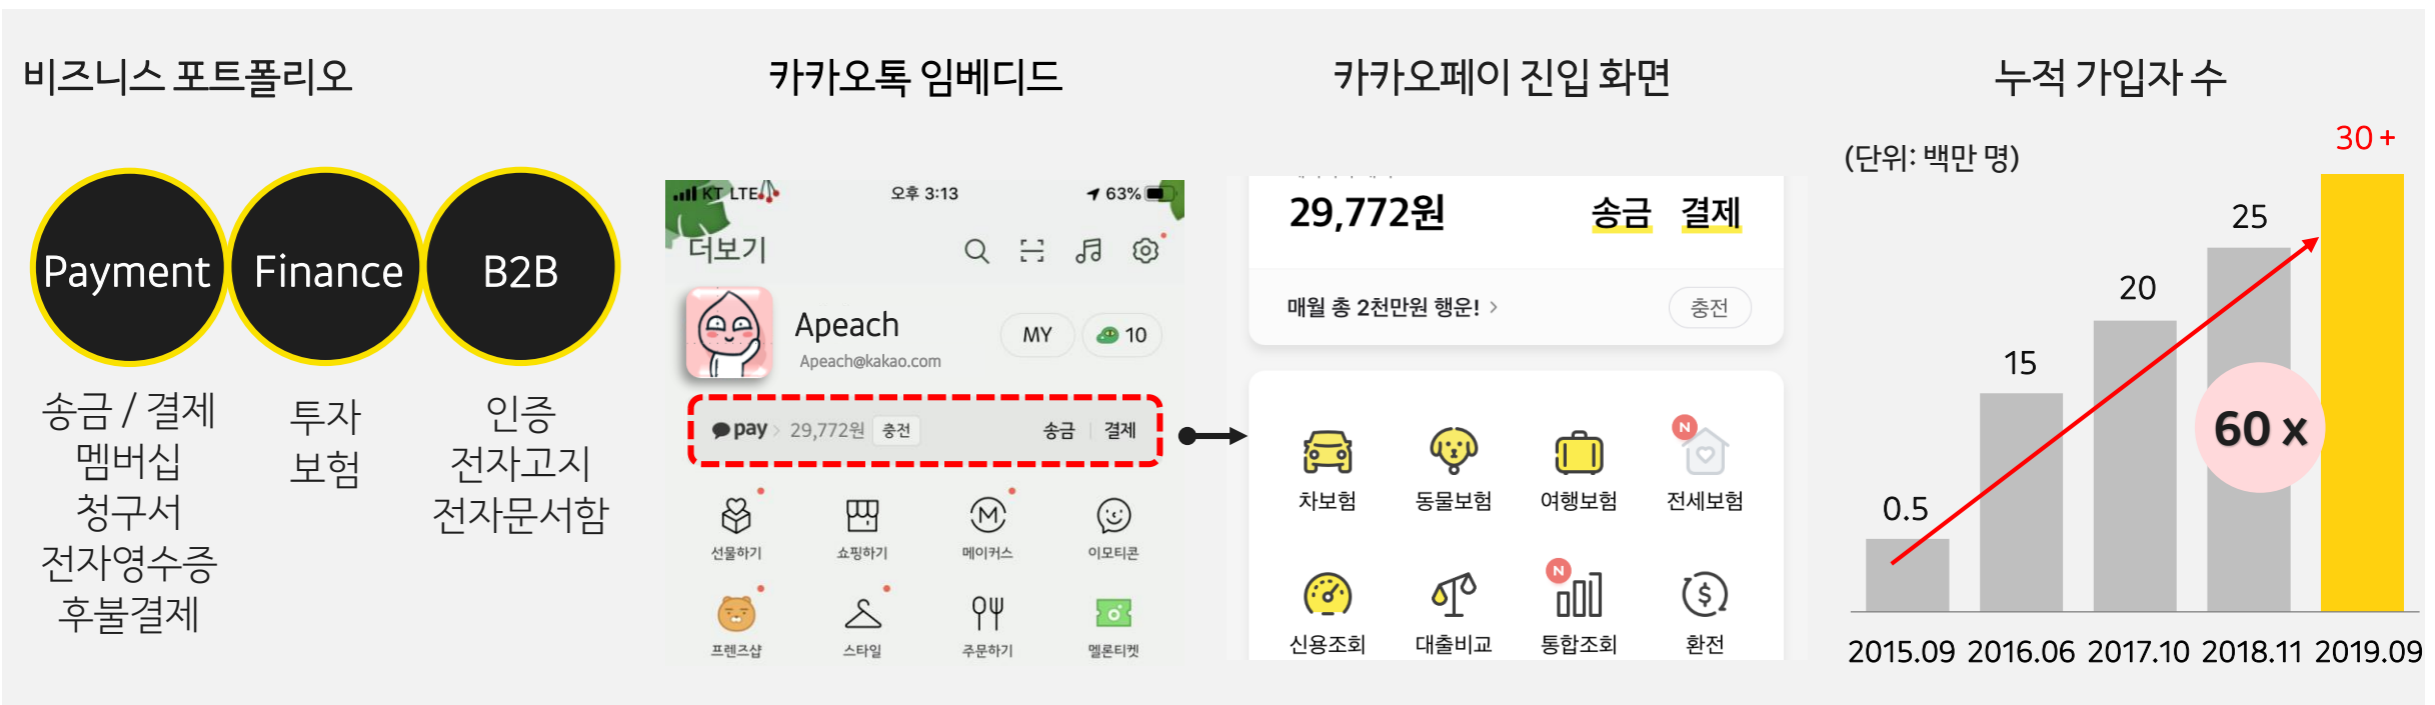 비즈니스 포트폴리오
Payment
Finance
B2B
송금 / 결제
멤버십
청구서
전자영수증
후불결제
투자
보험
인증
전자고지
전자문서함
카카오톡 임베디드
KT LTE
오후 3:13
63%
더보기
Apeach
Apeach@kakao.com
MY
10
pay > 29,772원 충전 송금 결제
선물하기 쇼핑하기 메이커스 이모티콘
프렌즈샵 스타일 주문하기 멜론티켓
카카오페이 진입 화면
29,772원 송금 결제
매월 총 2천만원 행운! >
충전
N
차보험 동물보험 여행보험 전세보험
N
신용조회 대출비교 통합조회 환전
누적 가입자 수
(단위: 백만 명)
30 +
25
20
15
0.5
60 x
2015.09 2016.06 2017.10 2018.11 2019.09